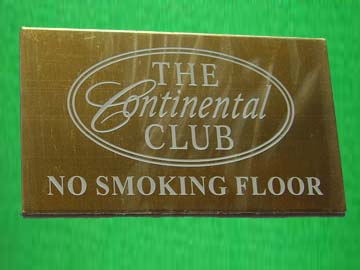 THE
Continental
CLUB
NO SMOKING FLOOR